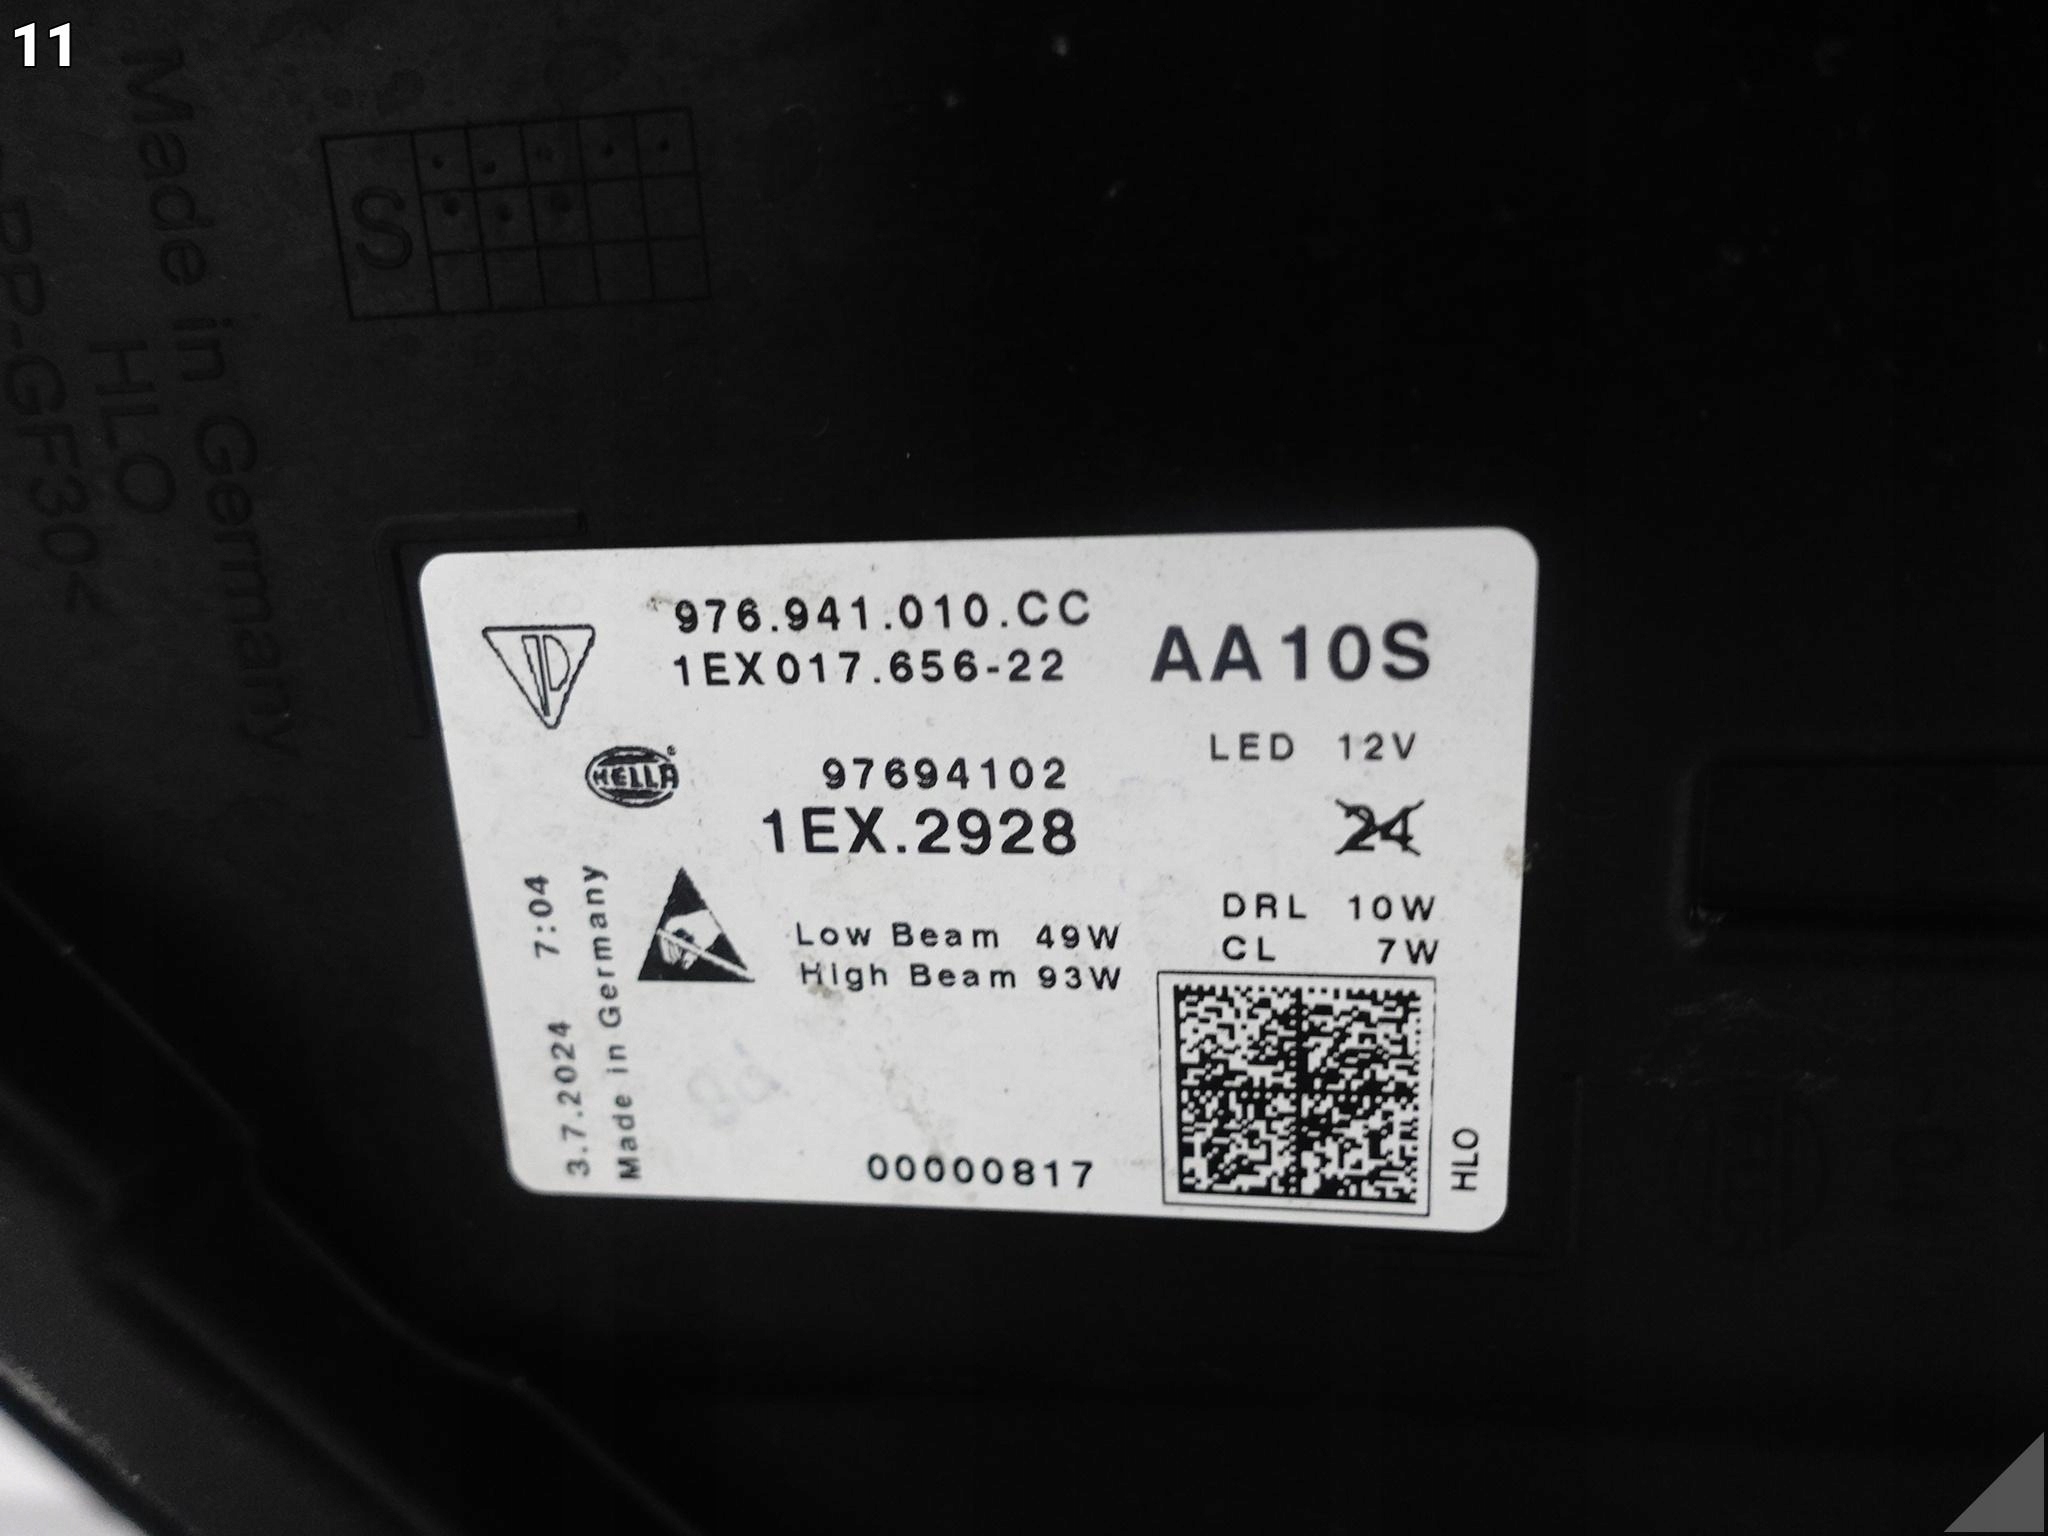 11
Made in Germany
HLO
PP-GF30<
S
976.941.010.CC
1EX017.656-22
AA10S
LED 12V
HELLA
97694102
1EX.2928
24
DRL 10W
CL 7W
Low Beam 49W
High Beam 93W
3.7.2024 7:04
Made in Germany
00000817
HLO